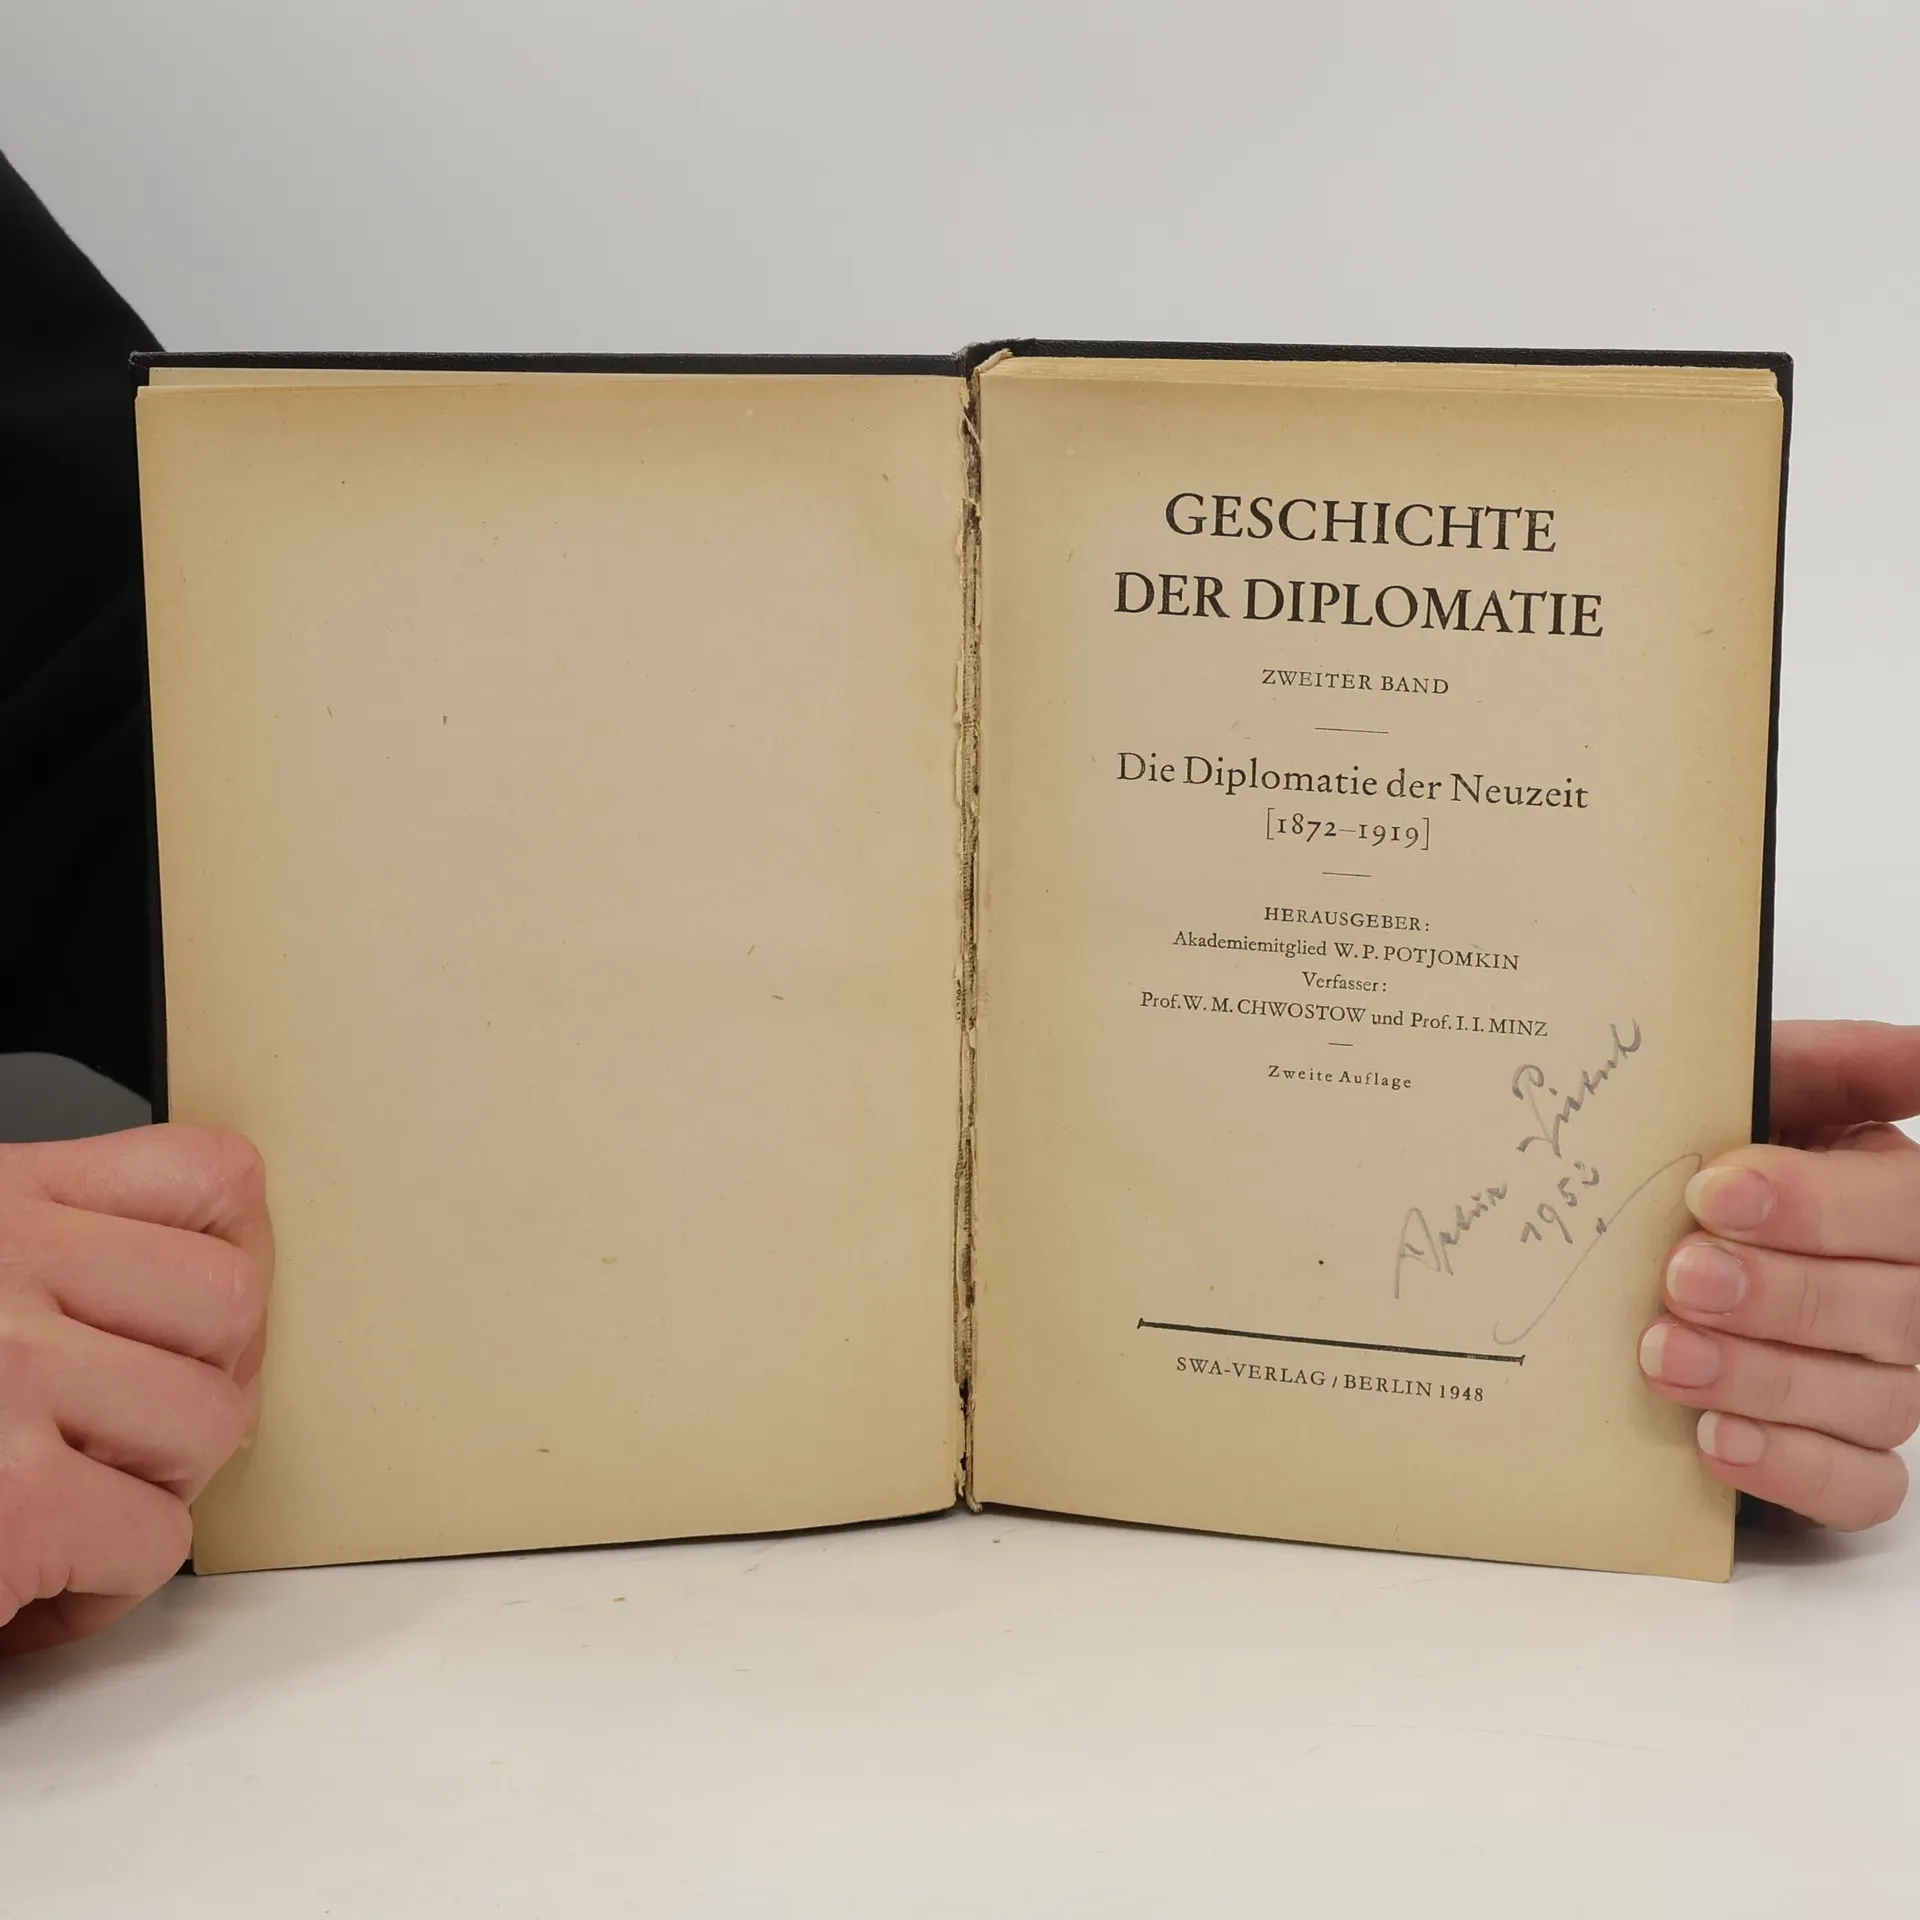 GESCHICHTE
DER DIPLOMATIE
ZWEITER BAND
Die Diplomatie der Neuzeit
[1872–1919]
HERAUSGEBER:
Akademiemitglied W. P. POTJOMKIN
Verfasser:
Prof. W. M. CHWOSTOW und Prof. I. I. MINZ
Zweite Auflage
Artur
SWA-VERLAG / BERLIN 1948